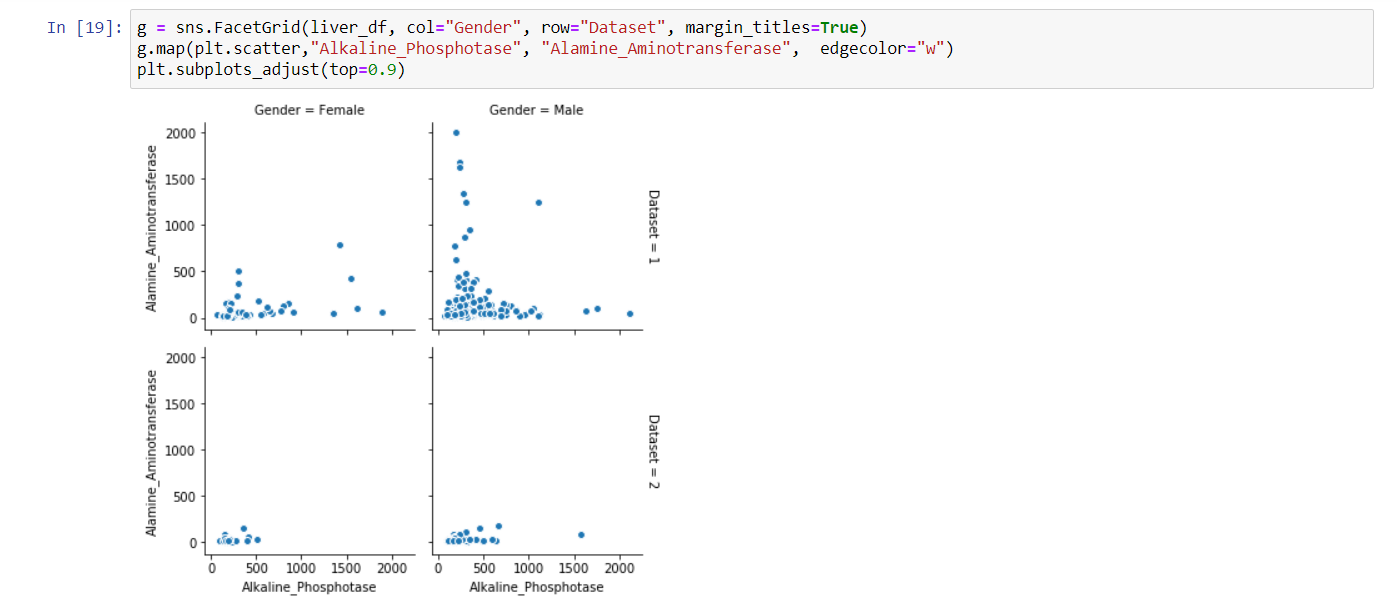 In [19]: g = sns.FacetGrid(liver_df, col="Gender", row="Dataset", margin_titles=True)
g.map(plt.scatter,"Alkaline_Phosphotase", "Alamine_Aminotransferase",  edgecolor="w")
plt.subplots_adjust(top=0.9)
Gender = Female
Gender = Male
Alamine_Aminotransferase
2000
1500
1000
500
0
Dataset = 1
Alamine_Aminotransferase
2000
1500
1000
500
0
Dataset = 2
0 500 1000 1500 2000
0 500 1000 1500 2000
Alkaline_Phosphotase
Alkaline_Phosphotase